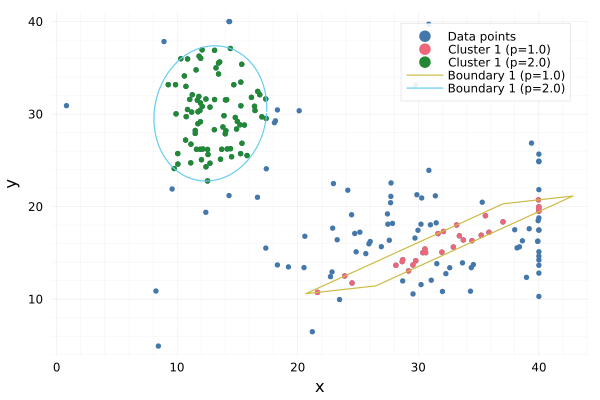 40
30
20
10
y
0
10
20
30
40
x
Data points
Cluster 1 (p=1.0)
Cluster 1 (p=2.0)
Boundary 1 (p=1.0)
Boundary 1 (p=2.0)